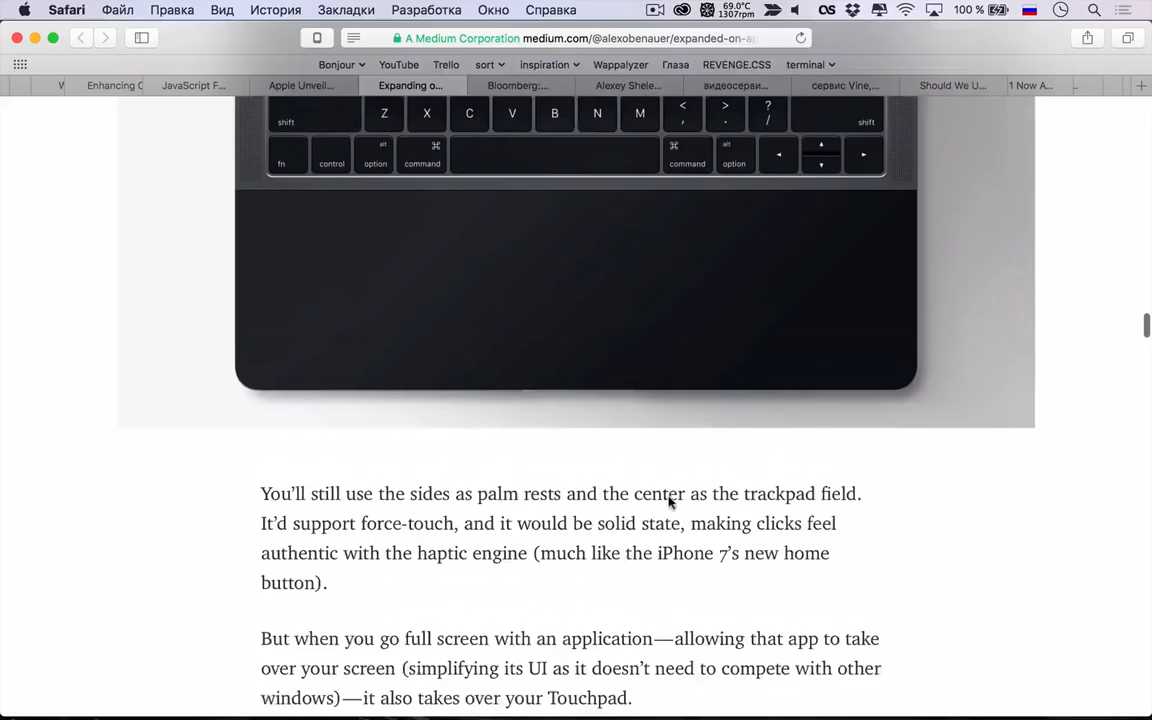 Safari Файл Правка Вид История Закладки Разработка Окно Справка 69.0°C 1307rpm 100 %
A Medium Corporation medium.com/@alexobenauer/expanded-on-a
Bonjour YouTube Trello sort inspiration Wappalyzer Глаза REVENGE.CSS terminal
Enhancing C JavaScript F... Apple Unveil... Expanding o... Bloomberg:... Alexey Shele... видеосерви... сервис Vine,... Should We U... 1 Now A...
shift Z X C V B N M < , > . ? / shift
fn control alt option ⌘ command ⌘ command alt option
You'll still use the sides as palm rests and the center as the trackpad field.
It'd support force-touch, and it would be solid state, making clicks feel
authentic with the haptic engine (much like the iPhone 7's new home
button).
But when you go full screen with an application—allowing that app to take
over your screen (simplifying its UI as it doesn't need to compete with other
windows)—it also takes over your Touchpad.